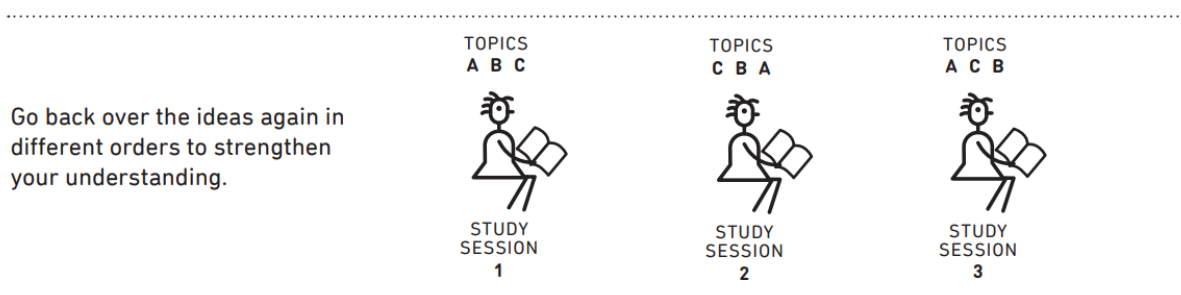 Go back over the ideas again in
different orders to strengthen
your understanding.
TOPICS
A B C
STUDY
SESSION
1
TOPICS
C B A
STUDY
SESSION
2
TOPICS
A C B
STUDY
SESSION
3